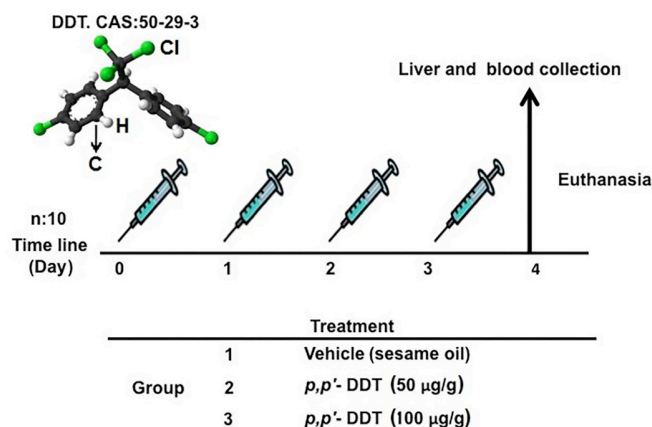 DDT. CAS:50-29-3
Cl
H
C
Liver and blood collection
Euthanasia
n:10
Time line
(Day)
0 1 2 3 4
Treatment
1 Vehicle (sesame oil)
Group 2 p,p'- DDT (50 µg/g)
3 p,p'- DDT (100 µg/g)